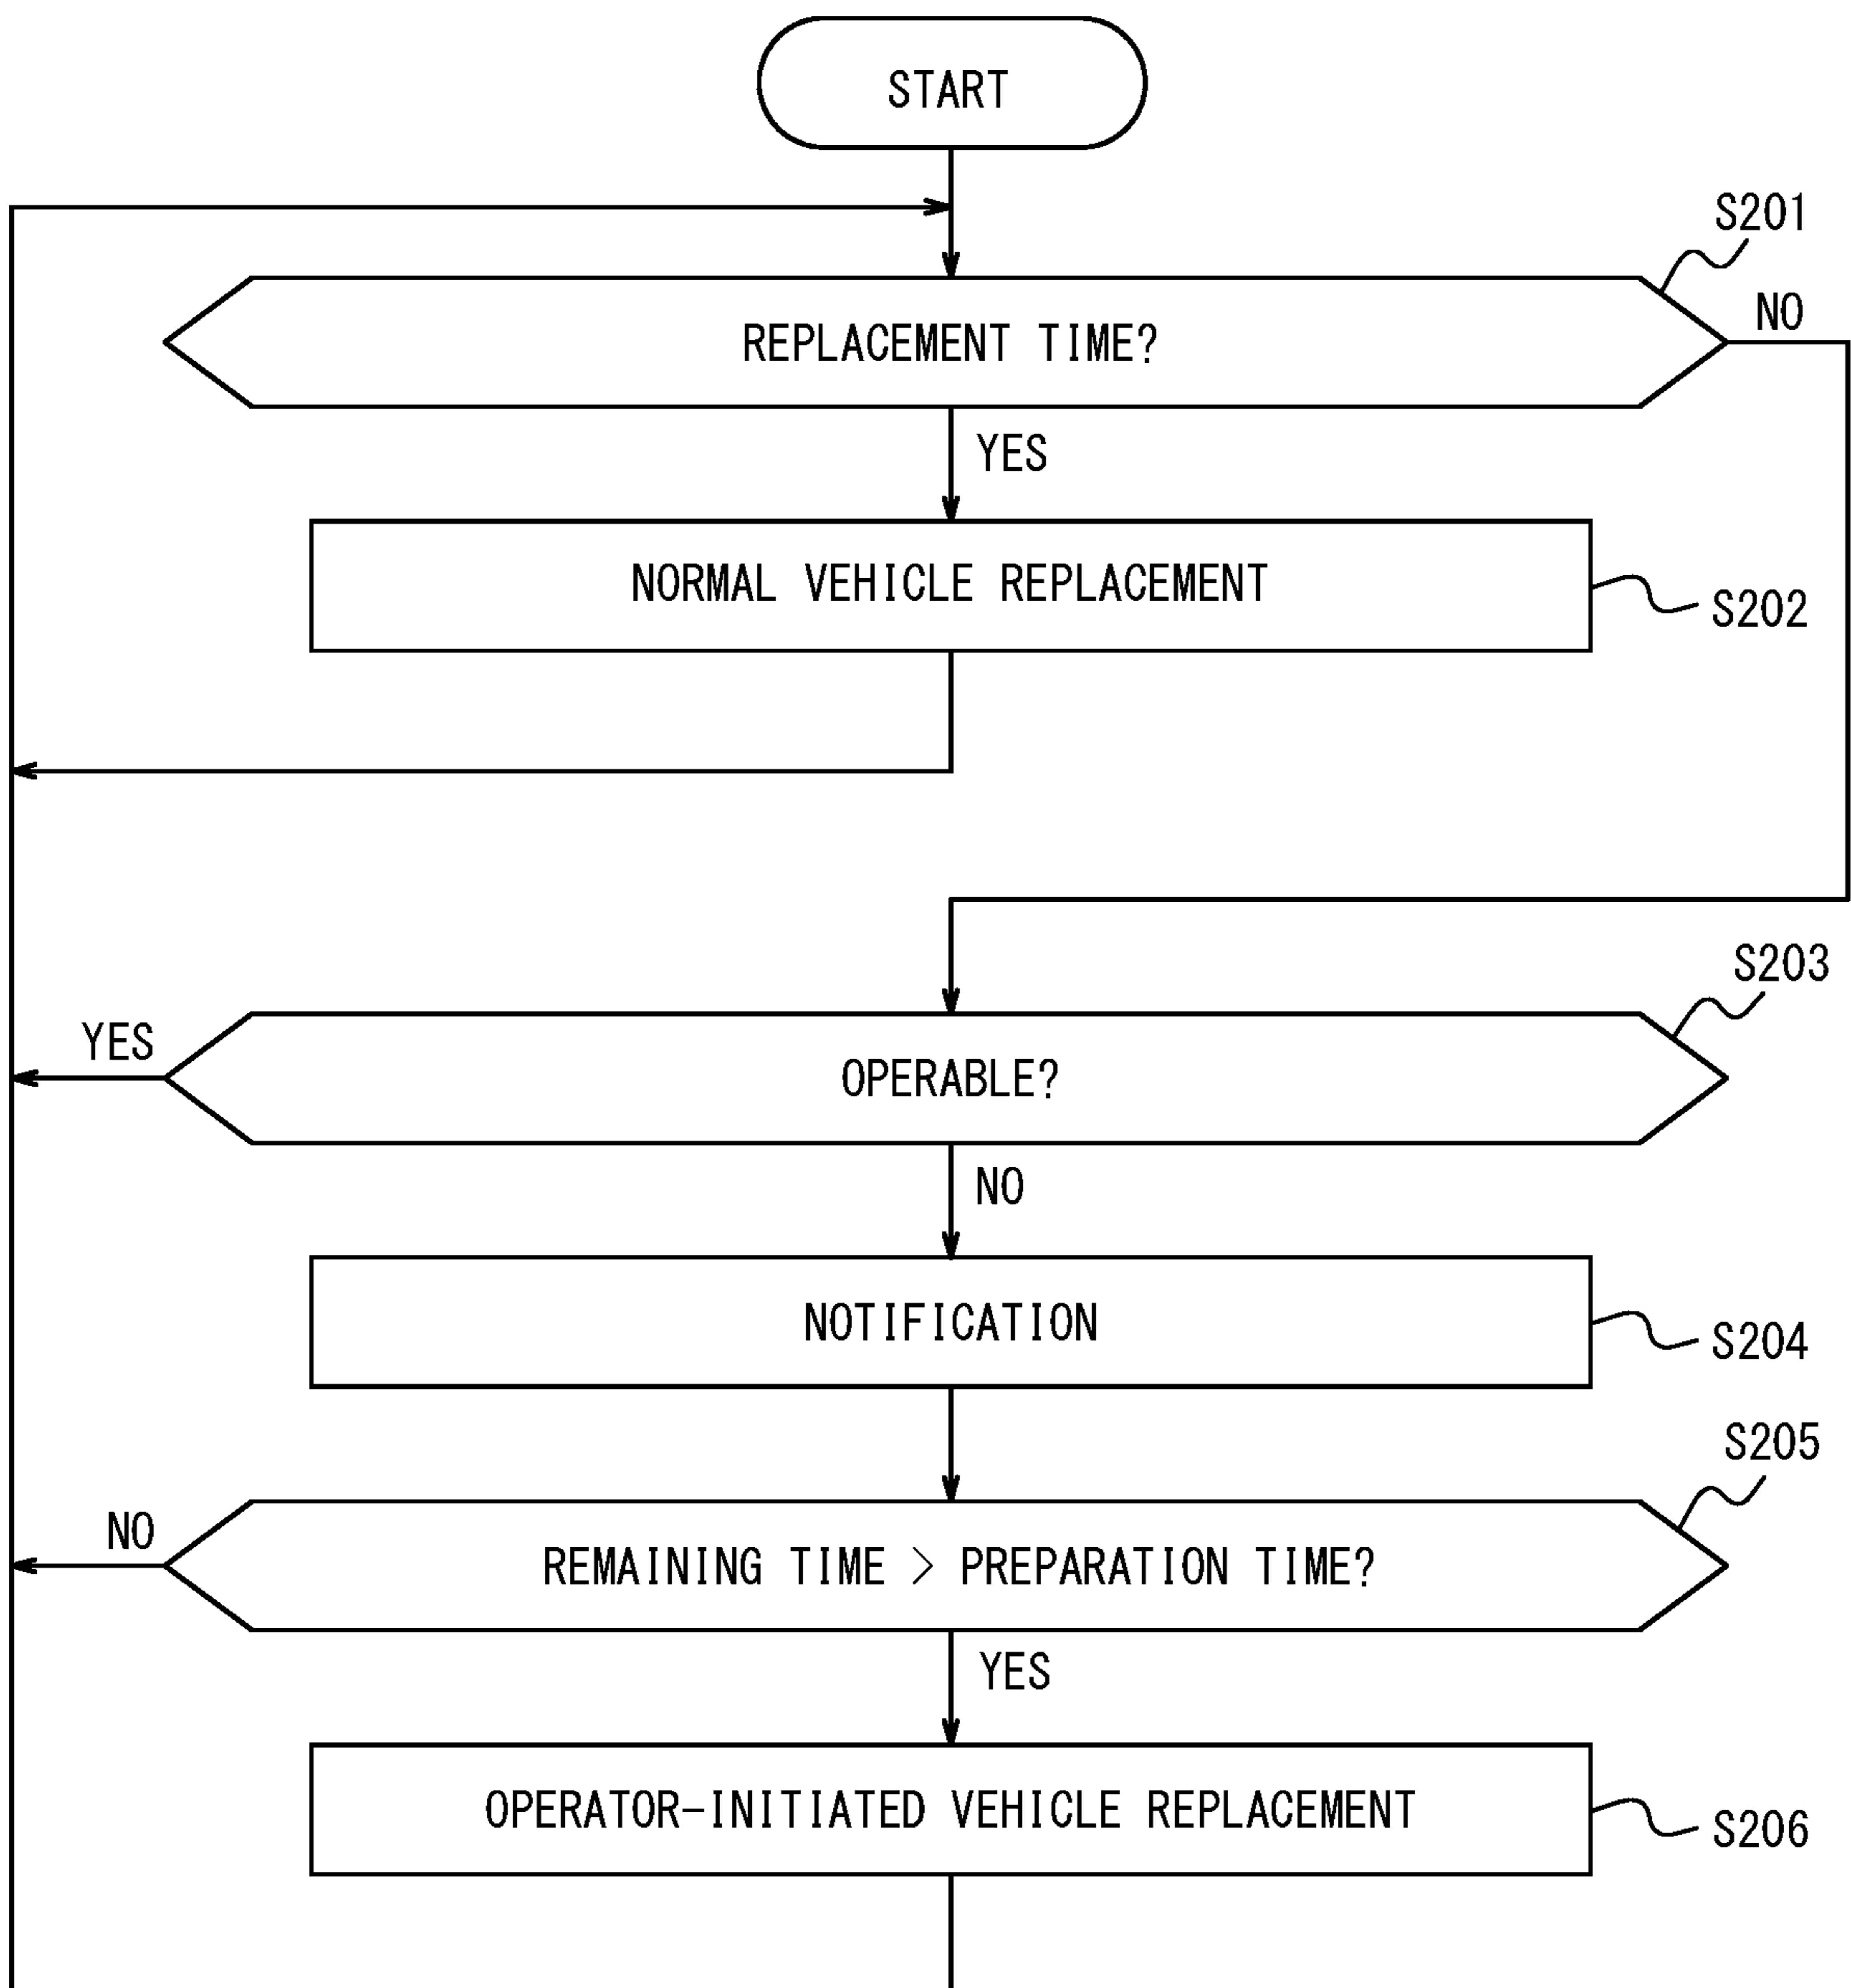 START
S201
REPLACEMENT TIME?
NO
YES
NORMAL VEHICLE REPLACEMENT
S202
S203
YES
OPERABLE?
NO
NOTIFICATION
S204
S205
NO
REMAINING TIME > PREPARATION TIME?
YES
OPERATOR-INITIATED VEHICLE REPLACEMENT
S206